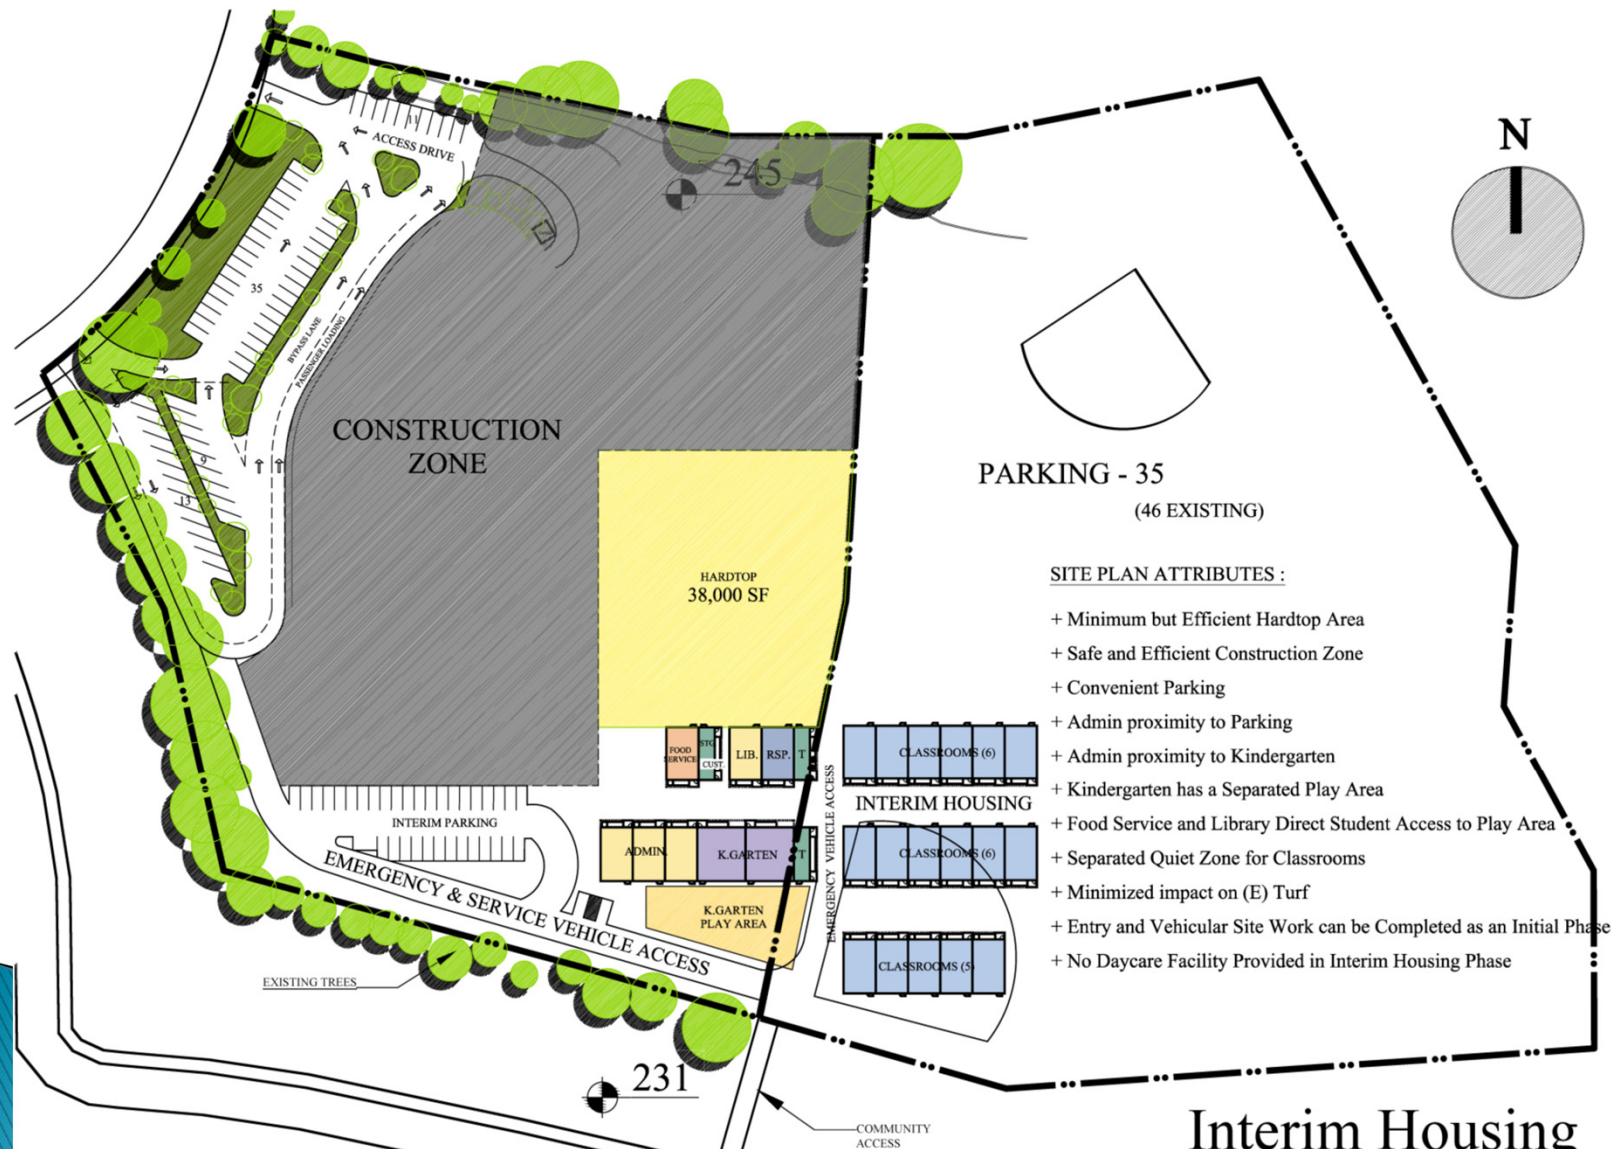 N
11
ACCESS DRIVE
245
35
BYPASS LANE
PASSENGER LOADING
CONSTRUCTION
ZONE
9
13
PARKING - 35
(46 EXISTING)
HARDTOP
38,000 SF
SITE PLAN ATTRIBUTES :
+ Minimum but Efficient Hardtop Area
+ Safe and Efficient Construction Zone
+ Convenient Parking
+ Admin proximity to Parking
+ Admin proximity to Kindergarten
+ Kindergarten has a Separated Play Area
+ Food Service and Library Direct Student Access to Play Area
+ Separated Quiet Zone for Classrooms
+ Minimized impact on (E) Turf
+ Entry and Vehicular Site Work can be Completed as an Initial Phase
+ No Daycare Facility Provided in Interim Housing Phase
FOOD
SERVICE
STG
CUST.
LIB.
RSP.
T
CLASSROOMS (6)
INTERIM HOUSING
EMERGENCY VEHICLE ACCESS
INTERIM PARKING
ADMIN.
K.GARTEN
T
CLASSROOMS (6)
EMERGENCY & SERVICE VEHICLE ACCESS
K.GARTEN
PLAY AREA
CLASSROOMS (5)
EXISTING TREES
231
COMMUNITY
ACCESS
Interim Housing